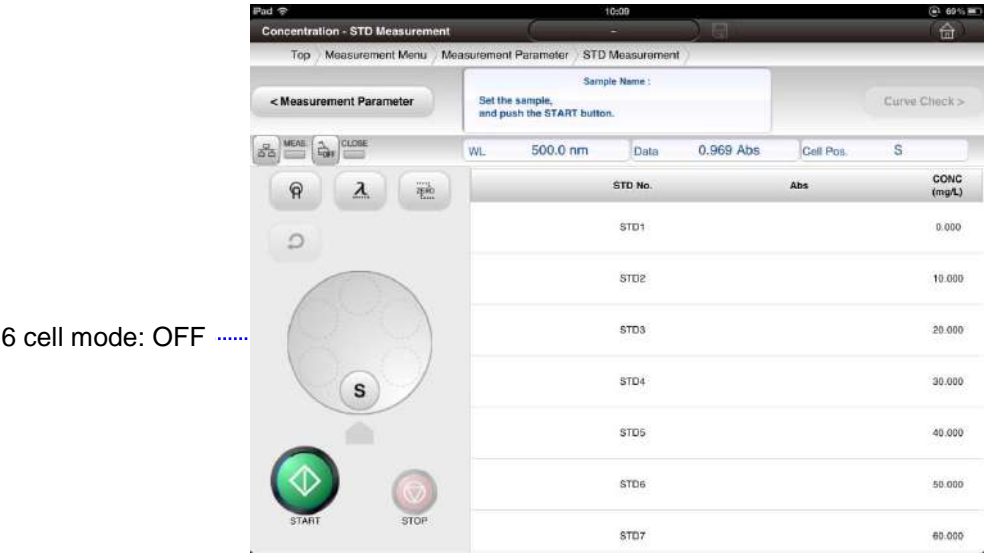 iPad 10:09 69%
Concentration - STD Measurement -
Top Measurement Menu Measurement Parameter STD Measurement
< Measurement Parameter
Sample Name :
Set the sample,
and push the START button.
Curve Check >
MEAS. OFF CLOSE
WL 500.0 nm Data 0.969 Abs Cell Pos. S
λ ZERO
STD No. Abs CONC
(mg/L)
STD1 0.000
STD2 10.000
STD3 20.000
6 cell mode: OFF
S
STD4 30.000
STD5 40.000
STD6 50.000
START STOP
STD7 60.000